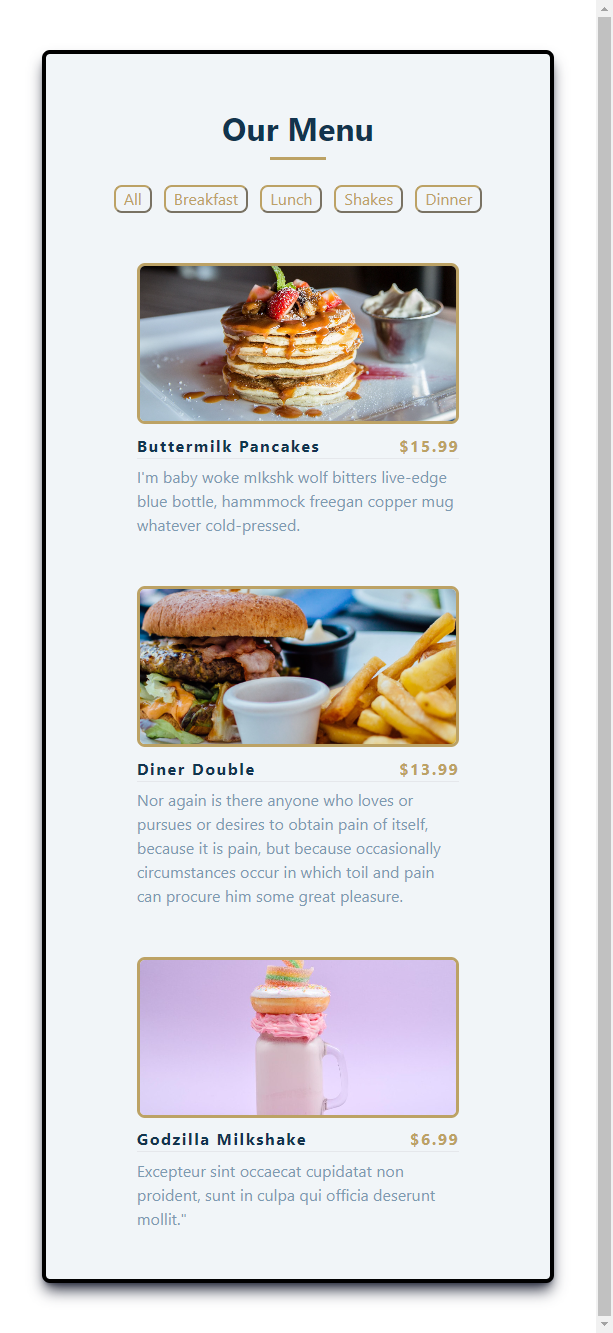 Our Menu
All Breakfast Lunch Shakes Dinner
Buttermilk Pancakes $15.99
I'm baby woke mlkshk wolf bitters live-edge
blue bottle, hammmock freegan copper mug
whatever cold-pressed.
Diner Double $13.99
Nor again is there anyone who loves or
pursues or desires to obtain pain of itself,
because it is pain, but because occasionally
circumstances occur in which toil and pain
can procure him some great pleasure.
Godzilla Milkshake $6.99
Excepteur sint occaecat cupidatat non
proident, sunt in culpa qui officia deserunt
mollit."